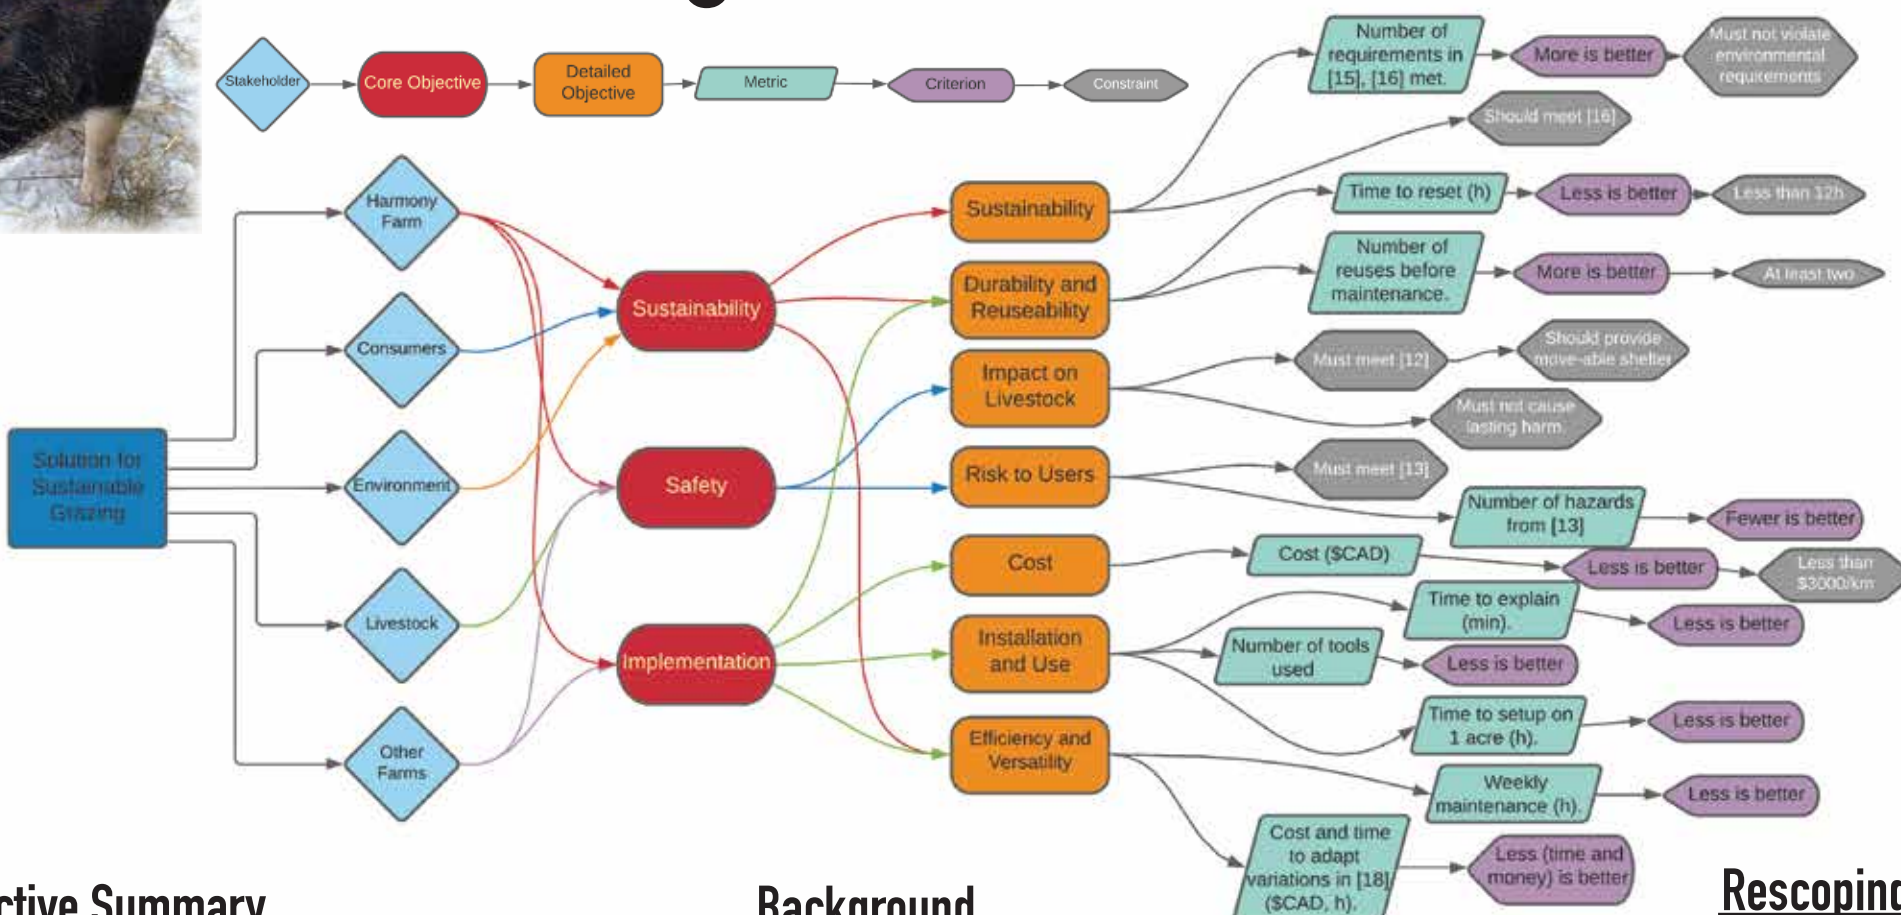 Stakeholder
Core Objective
Detailed
Objective
Metric
Criterion
Constraint
Solution for
Sustainable
Grazing
Harmony
Farm
Consumers
Environment
Livestock
Other
Farms
Sustainability
Safety
Implementation
Sustainability
Durability and
Reuseability
Impact on
Livestock
Risk to Users
Cost
Installation
and Use
Efficiency and
Versatility
Number of
requirements in
[15], [16] met.
More is better
Must not violate
environmental
requirements
Should meet [16]
Time to reset (h)
Less is better
Less than 12h
Number of
reuses before
maintenance.
More is better
At least two
Must meet [12]
Should provide
move-able shelter
Must not cause
lasting harm.
Must meet [13]
Number of hazards
from [13]
Fewer is better
Cost ($CAD)
Less is better
Less than
$3000/km
Time to explain
(min).
Less is better
Number of tools
used
Less is better
Time to setup on
1 acre (h).
Less is better
Weekly
maintenance (h).
Less is better
Cost and time
to adapt
variations in [18]
($CAD, h).
Less (time and
money) is better
ctive Summary
Background
Rescoping